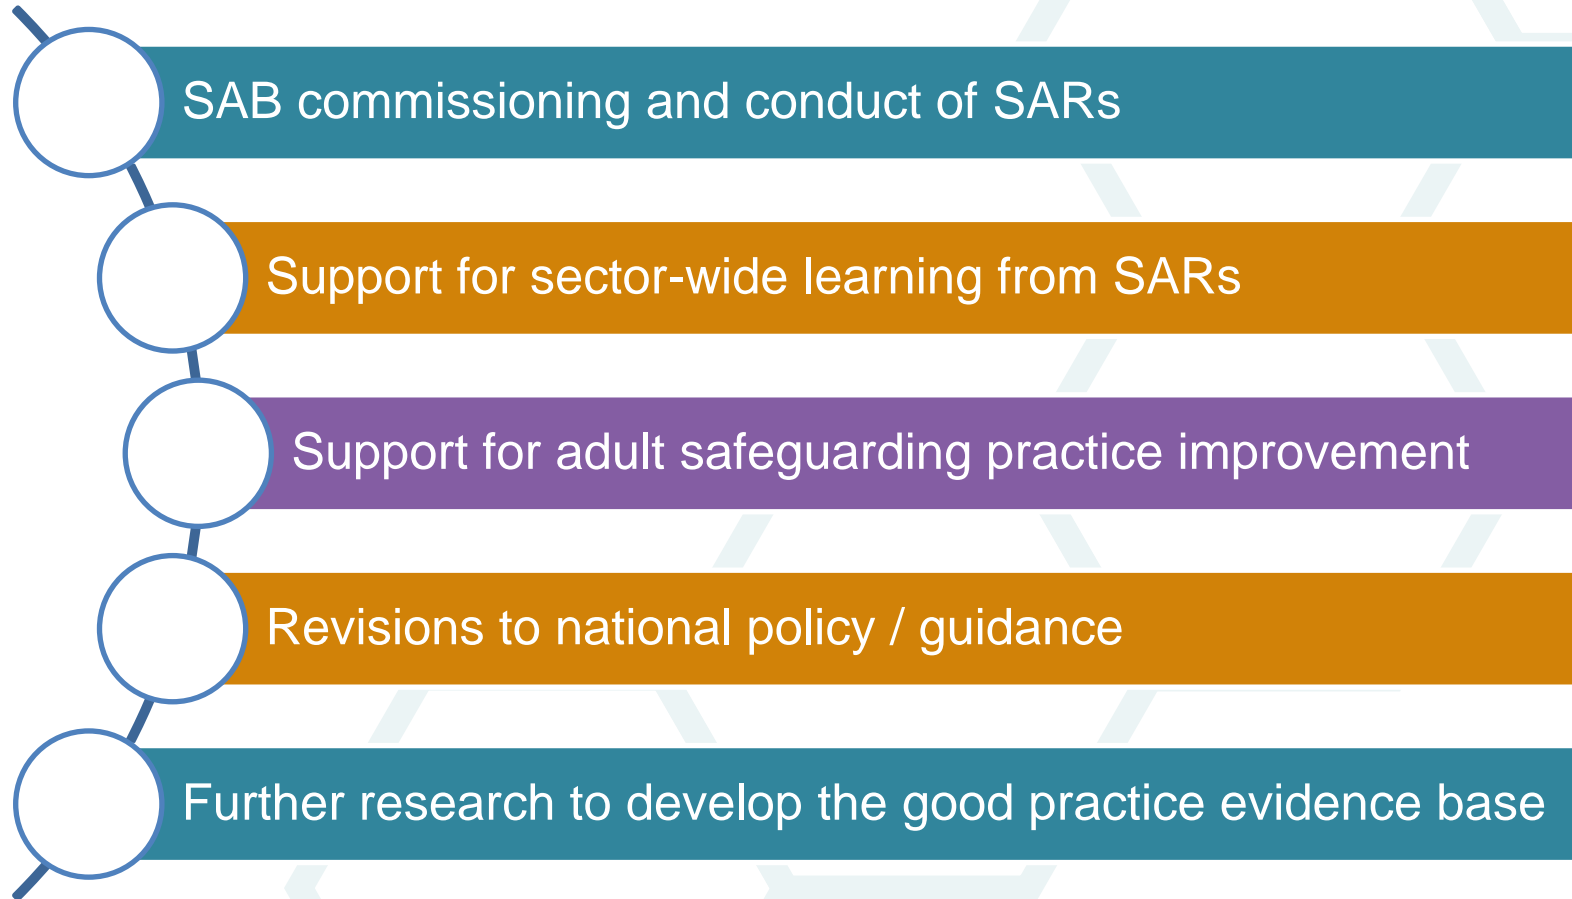 SAB commissioning and conduct of SARs
Support for sector-wide learning from SARs
Support for adult safeguarding practice improvement
Revisions to national policy / guidance
Further research to develop the good practice evidence base